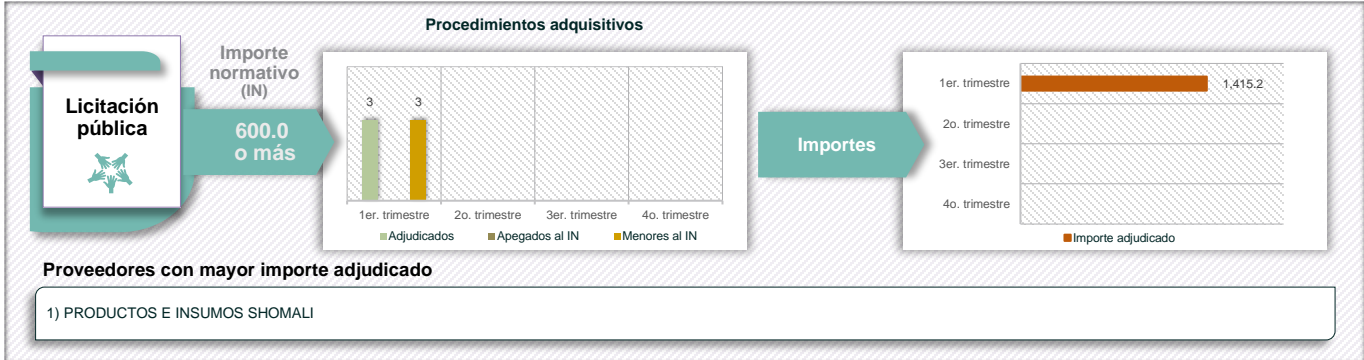 Procedimientos adquisitivos
Licitación
pública
Importe
normativo
(IN)
600.0
o más
3
3
1er. trimestre
2o. trimestre
3er. trimestre
4o. trimestre
Adjudicados
Apegados al IN
Menores al IN
Importes
1er. trimestre
1,415.2
2o. trimestre
3er. trimestre
4o. trimestre
Importe adjudicado
Proveedores con mayor importe adjudicado
1) PRODUCTOS E INSUMOS SHOMALI